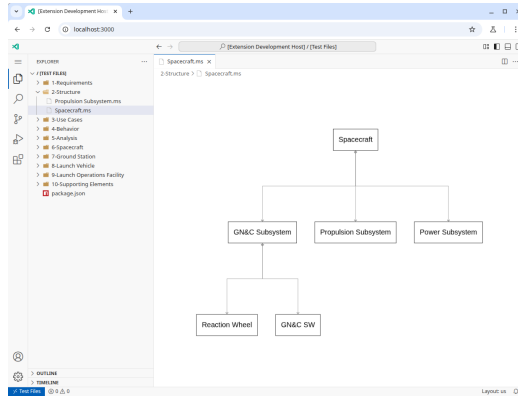 [Extension Development Hos
localhost:3000
[Extension Development Host] / [Test Files]
EXPLORER
/ [TEST FILES]
1-Requirements
2-Structure
Propulsion Subsystem.ms
Spacecraft.ms
3-Use Cases
4-Behavior
5-Analysis
6-Spacecraft
7-Ground Station
8-Launch Vehicle
9-Launch Operations Facility
10-Supporting Elements
package.json
OUTLINE
TIMELINE
Spacecraft.ms
2-Structure > Spacecraft.ms
Spacecraft
GN&C Subsystem
Propulsion Subsystem
Power Subsystem
Reaction Wheel
GN&C SW
Test Files 0 0
Layout: us